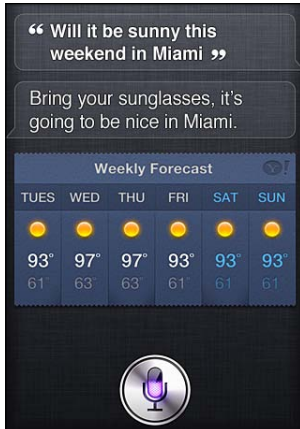 “ Will it be sunny this
weekend in Miami ”
Bring your sunglasses, it's
going to be nice in Miami.
Weekly Forecast Y!
TUES WED THU FRI SAT SUN
93° 97° 97° 93° 93° 93°
61° 63° 63° 61° 61 61